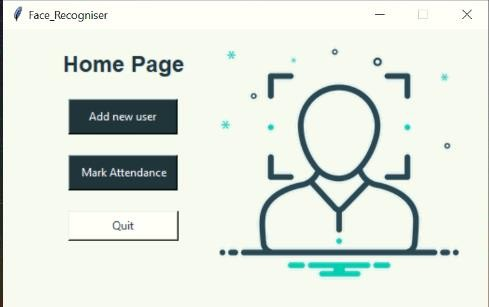 Face_Recogniser
Home Page
Add new user
Mark Attendance
Quit